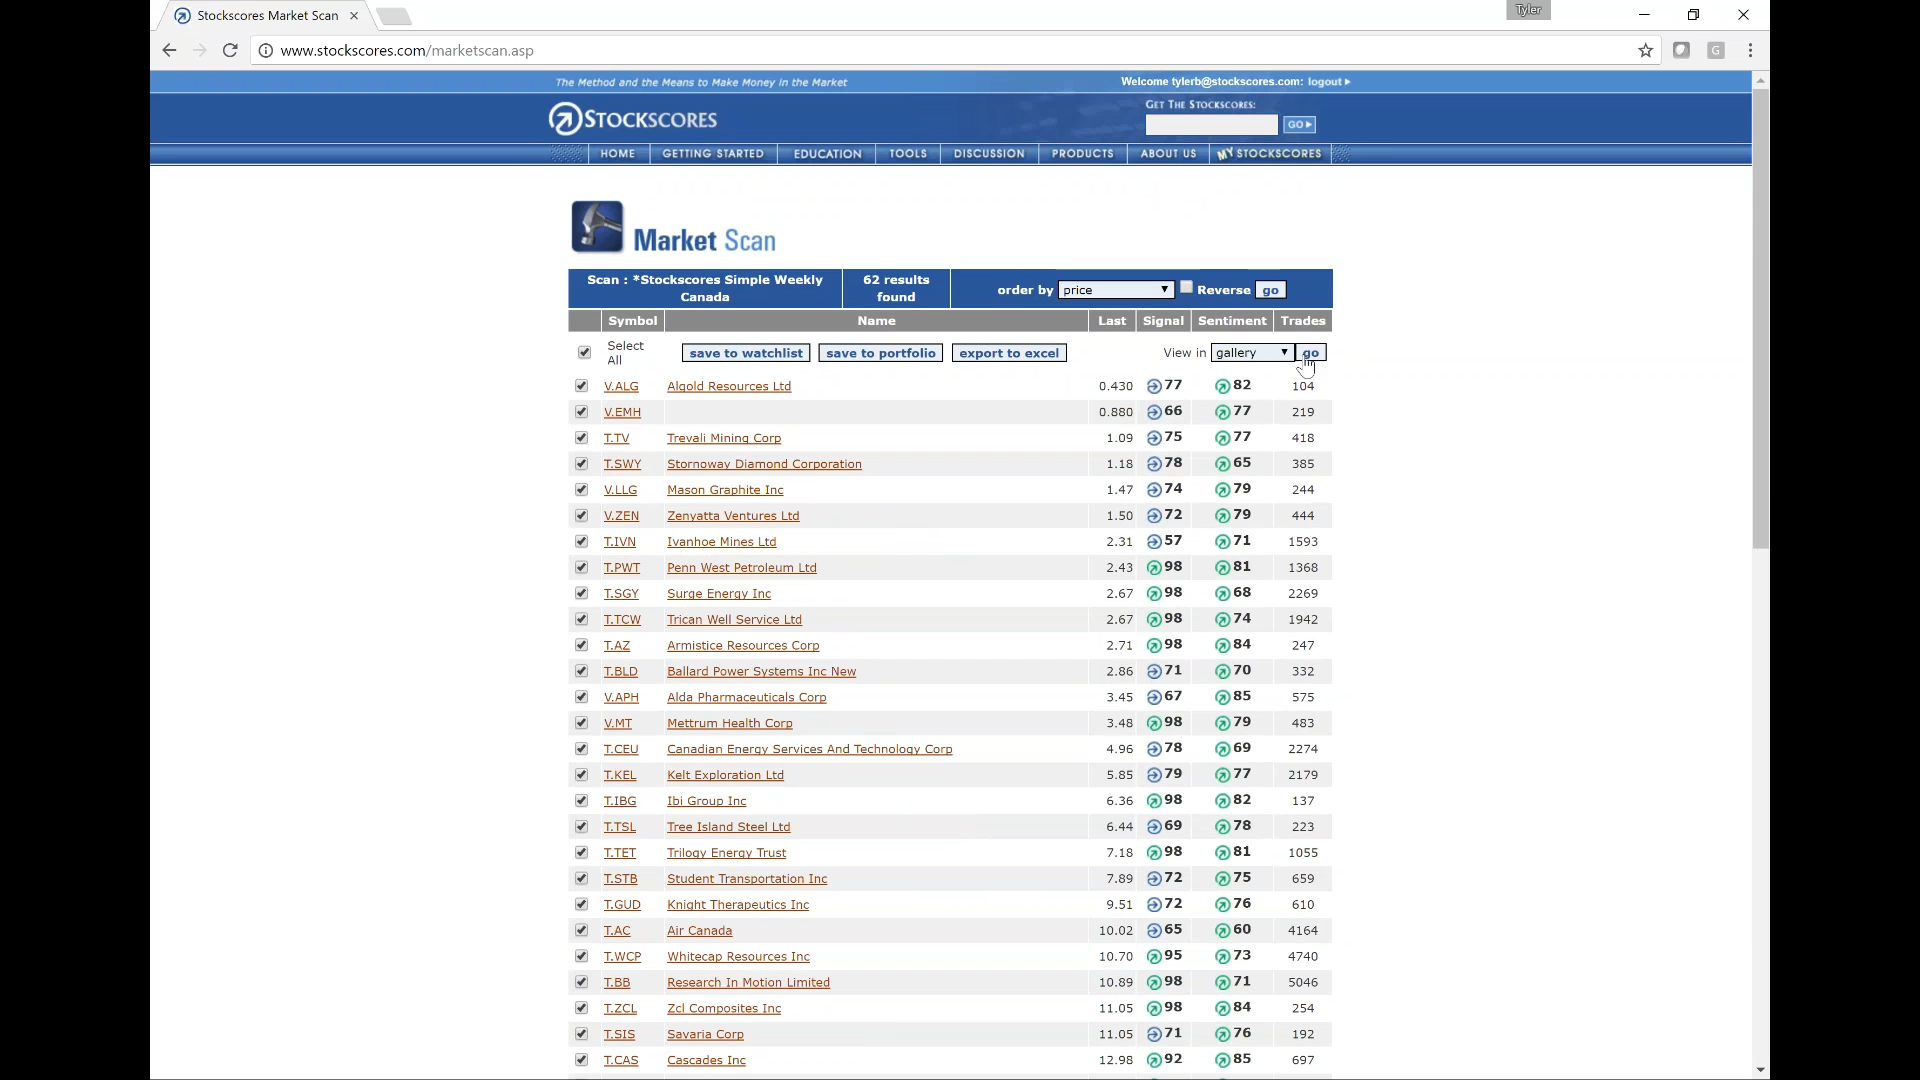 Stockscores Market Scan
Tyler
www.stockscores.com/marketscan.asp
G
The Method and the Means to Make Money in the Market
Welcome tylerb@stockscores.com: logout
STOCKSCORES
GET THE STOCKSCORES:
GO
HOME GETTING STARTED EDUCATION TOOLS DISCUSSION PRODUCTS ABOUT US MY STOCKSCORES
Market Scan
Scan : *Stockscores Simple Weekly
Canada
62 results
found
order by price Reverse go
Symbol Name Last Signal Sentiment Trades
Select
All
save to watchlist save to portfolio export to excel View in gallery go
V.ALG Algold Resources Ltd 0.430 77 82 104
V.EMH 0.880 66 77 219
T.TV Trevali Mining Corp 1.09 75 77 418
T.SWY Stornoway Diamond Corporation 1.18 78 65 385
V.LLG Mason Graphite Inc 1.47 74 79 244
V.ZEN Zenyatta Ventures Ltd 1.50 72 79 444
T.IVN Ivanhoe Mines Ltd 2.31 57 71 1593
T.PWT Penn West Petroleum Ltd 2.43 98 81 1368
T.SGY Surge Energy Inc 2.67 98 68 2269
T.TCW Trican Well Service Ltd 2.67 98 74 1942
T.AZ Armistice Resources Corp 2.71 98 84 247
T.BLD Ballard Power Systems Inc New 2.86 71 70 332
V.APH Alda Pharmaceuticals Corp 3.45 67 85 575
V.MT Mettrum Health Corp 3.48 98 79 483
T.CEU Canadian Energy Services And Technology Corp 4.96 78 69 2274
T.KEL Kelt Exploration Ltd 5.85 79 77 2179
T.IBG Ibi Group Inc 6.36 98 82 137
T.TSL Tree Island Steel Ltd 6.44 69 78 223
T.TET Trilogy Energy Trust 7.18 98 81 1055
T.STB Student Transportation Inc 7.89 72 75 659
T.GUD Knight Therapeutics Inc 9.51 72 76 610
T.AC Air Canada 10.02 65 60 4164
T.WCP Whitecap Resources Inc 10.70 95 73 4740
T.BB Research In Motion Limited 10.89 98 71 5046
T.ZCL Zcl Composites Inc 11.05 98 84 254
T.SIS Savaria Corp 11.05 71 76 192
T.CAS Cascades Inc 12.98 92 85 697